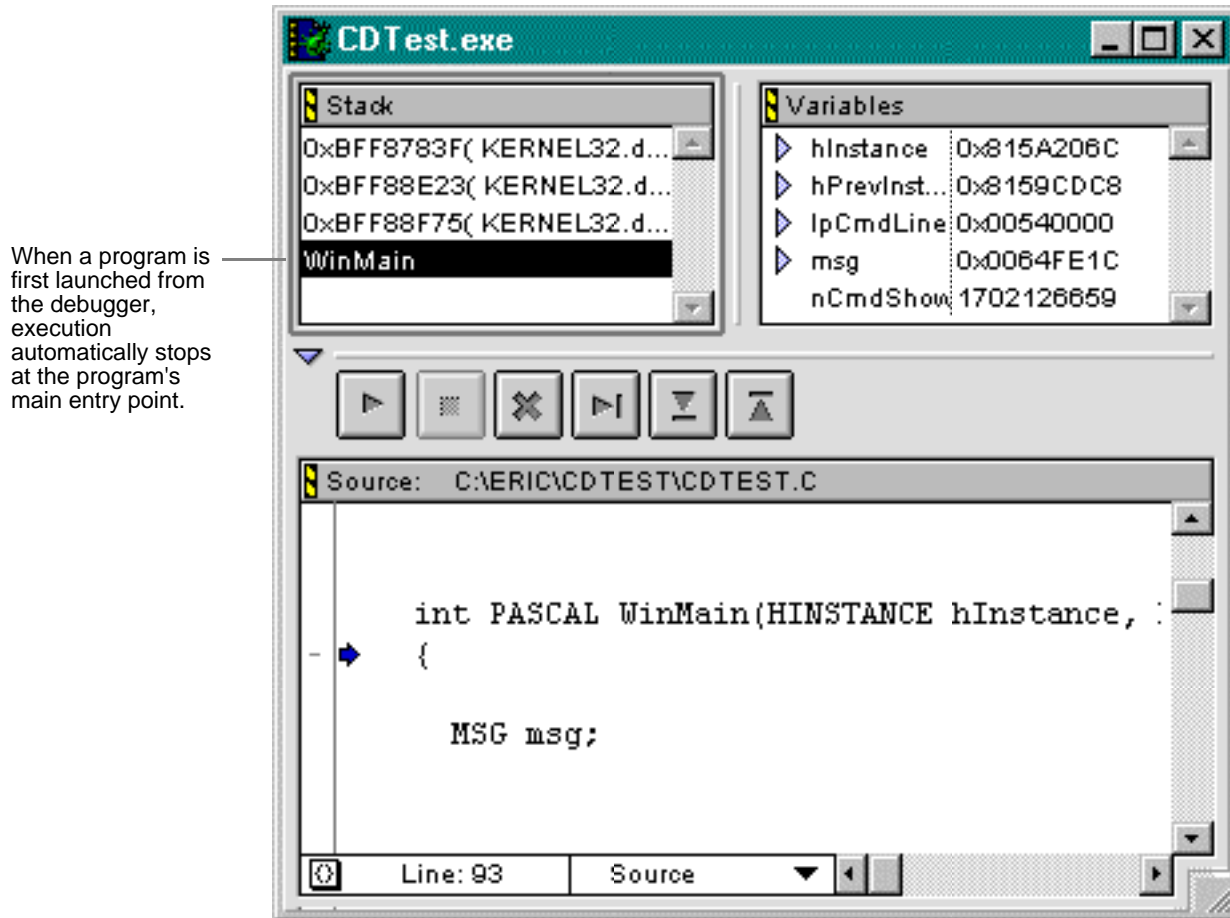 CDTest.exe
Stack
0xBFF8783F( KERNEL32.d...
0xBFF88E23( KERNEL32.d...
0xBFF88F75( KERNEL32.d...
WinMain
Variables
hInstance 0x815A206C
hPrevInst... 0x8159CDC8
lpCmdLine 0x00540000
msg 0x0064FE1C
nCmdShow 1702126659
When a program is
first launched from
the debugger,
execution
automatically stops
at the program's
main entry point.
Source: C:\ERIC\CDTEST\CDTEST.C
int PASCAL WinMain(HINSTANCE hInstance,
{
MSG msg;
Line: 93 Source